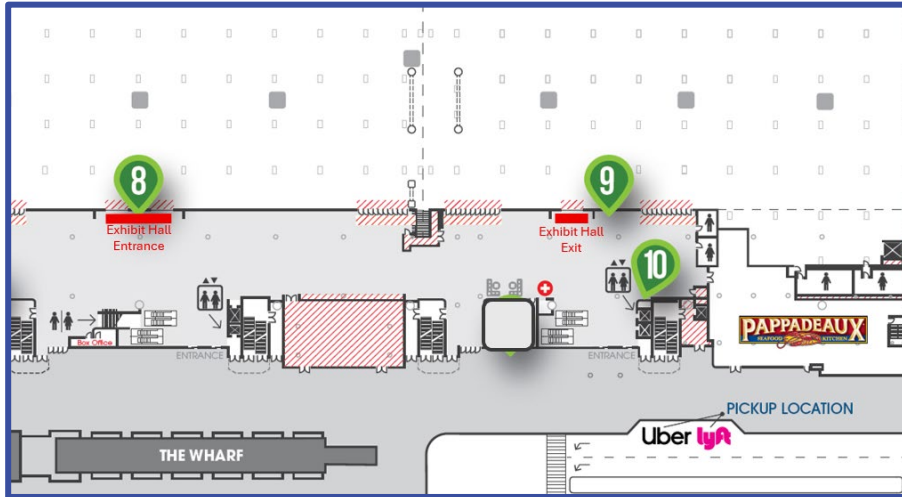 8
9
Exhibit Hall
Entrance
Exhibit Hall
Exit
10
Box Office
PAPPADEAUX
SEAFOOD KITCHEN
ENTRANCE
ENTRANCE
PICKUP LOCATION
Uber lyft
THE WHARF